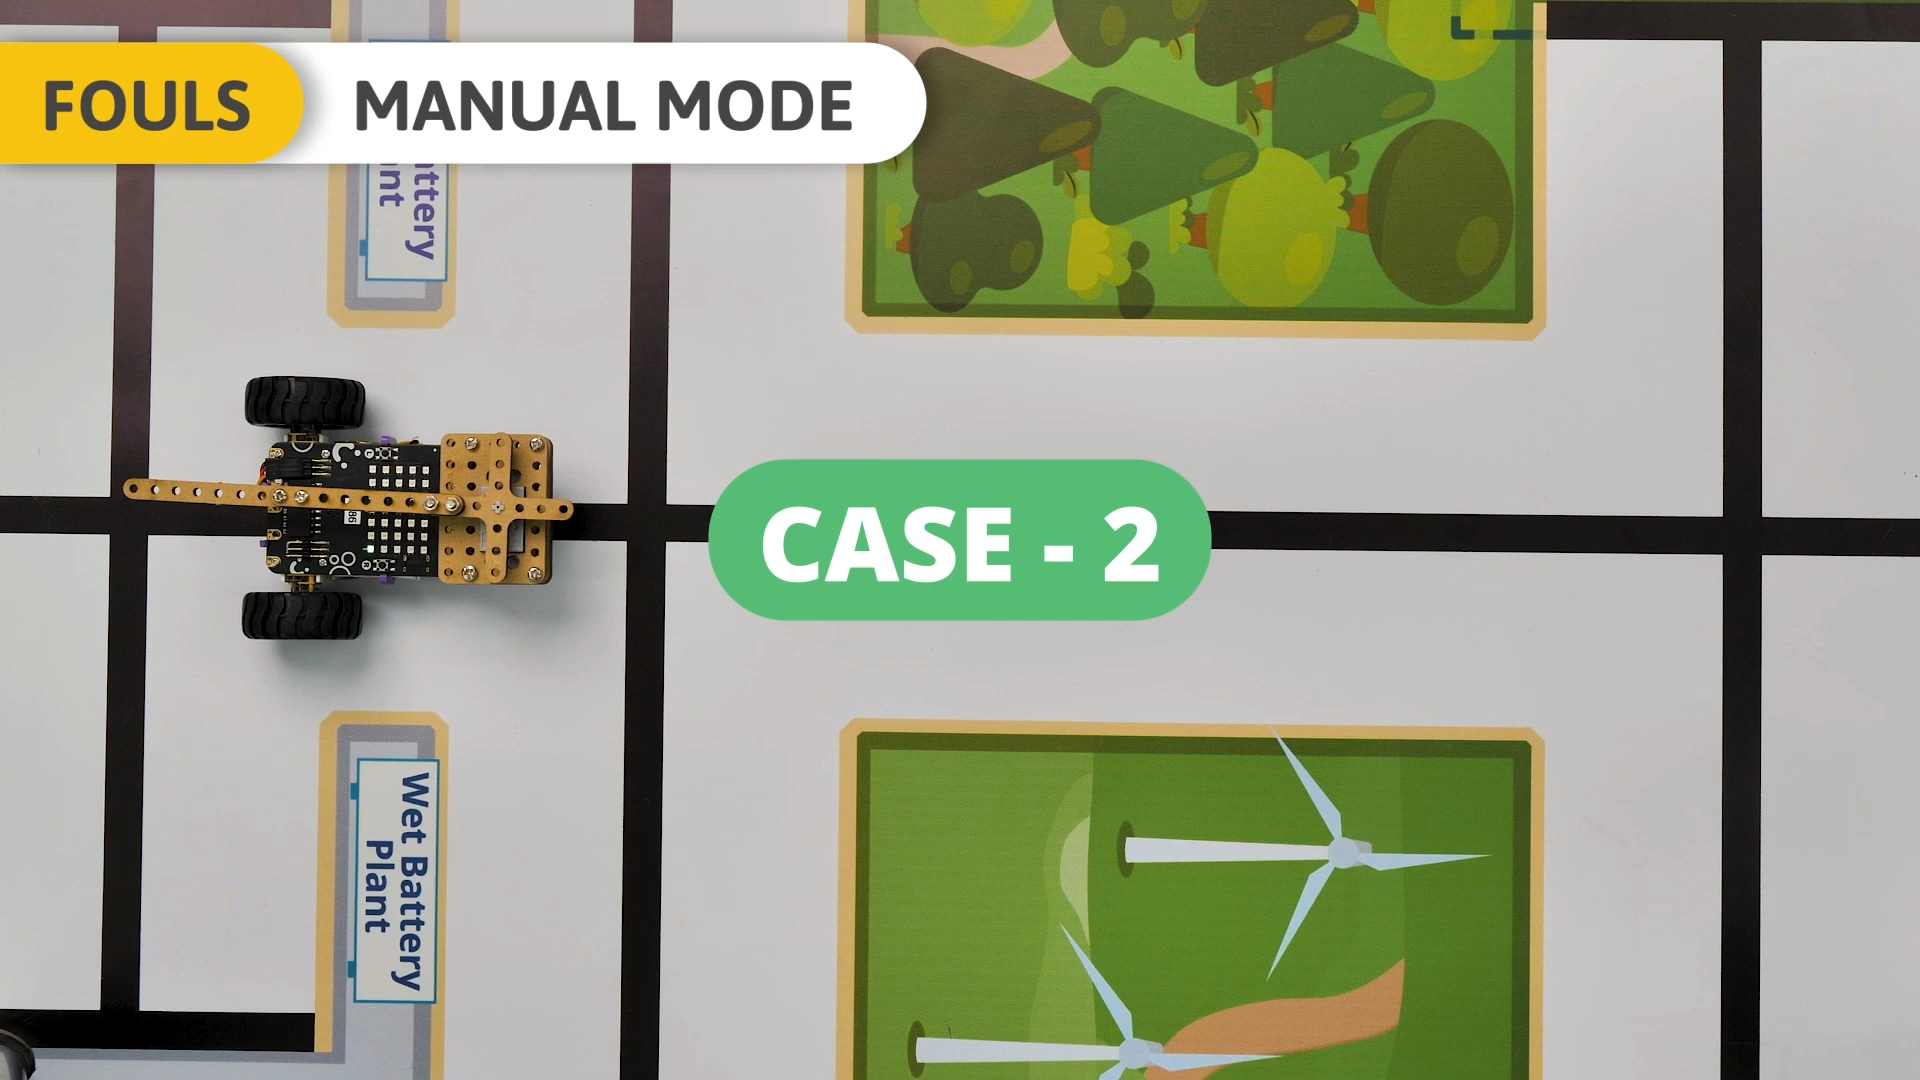 FOULS
MANUAL MODE
CASE - 2
Wet Battery
Plant